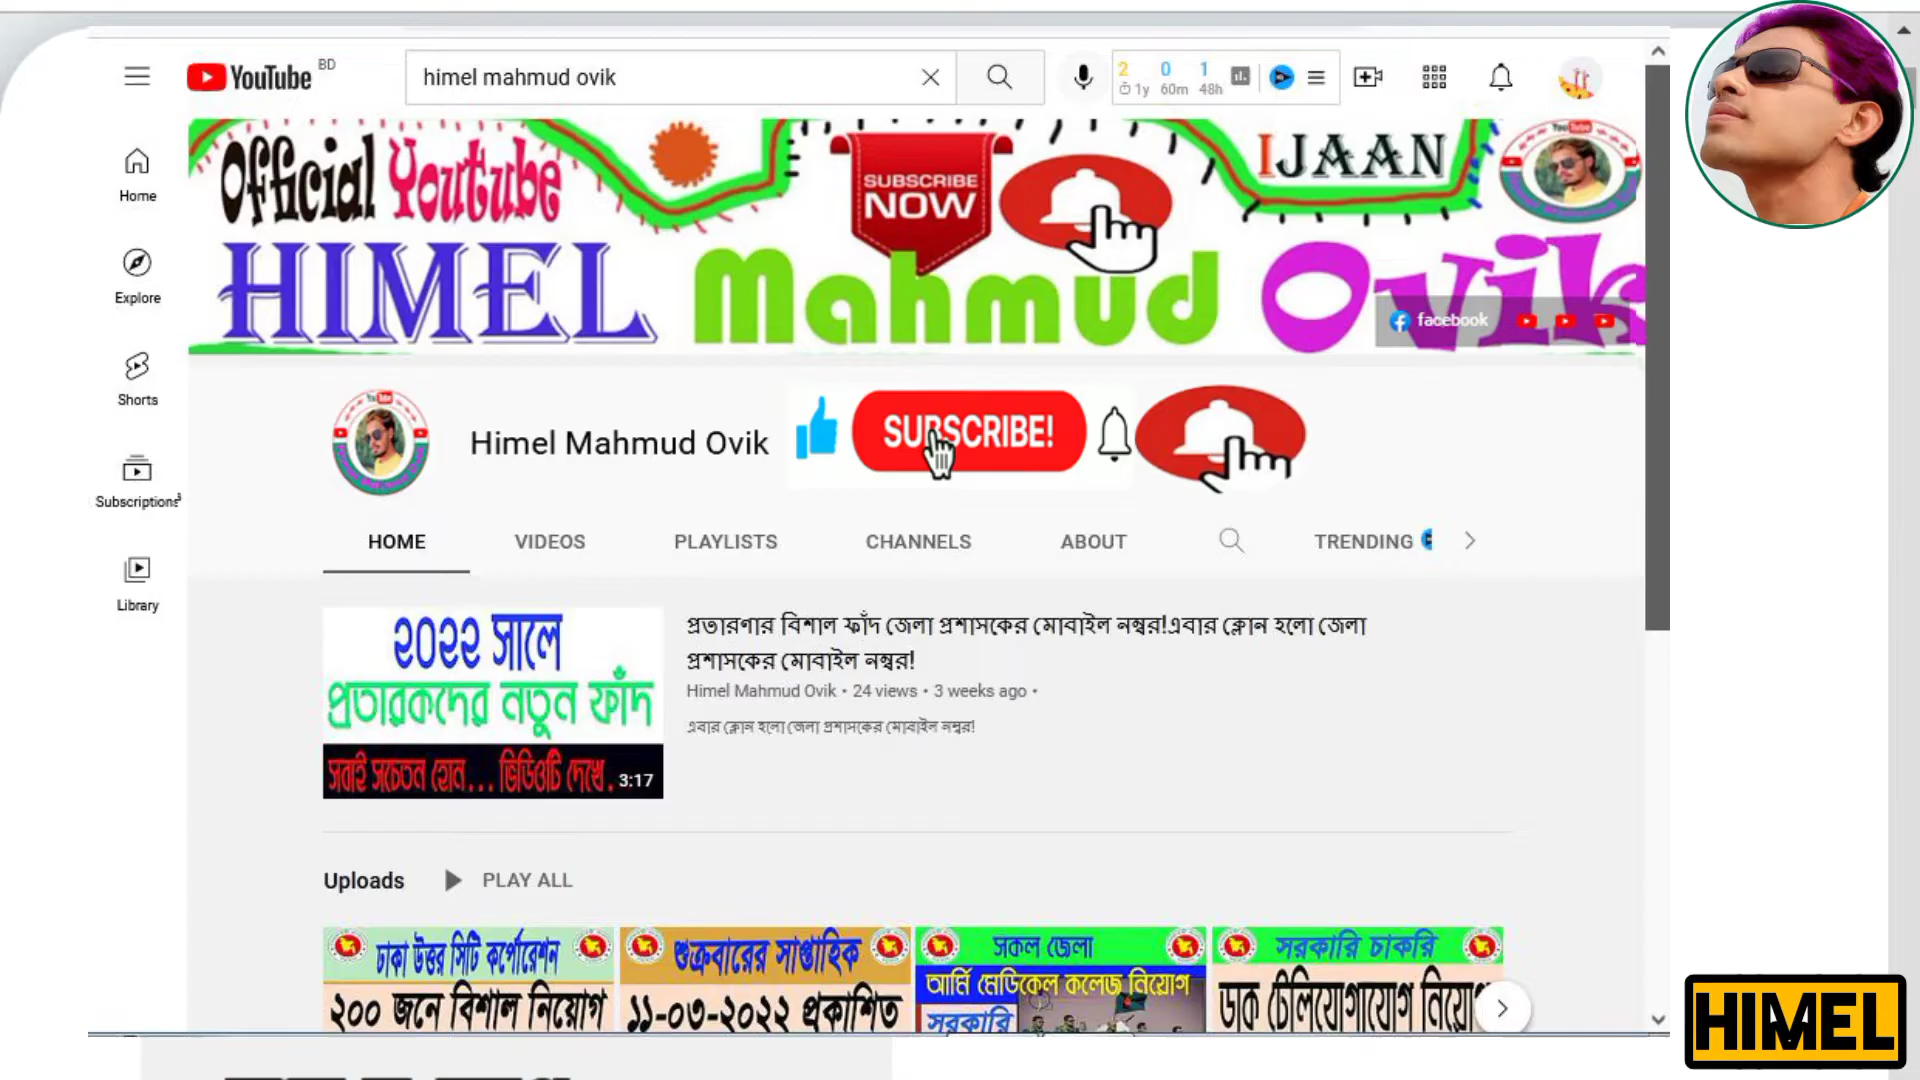 YouTube BD
himel mahmud ovik
2 0 1
1y 60m 48h
Official Youtube
SUBSCRIBE
NOW
IJAAN
HIMEL Mahmud Ovik
facebook
Home
Explore
Shorts
Subscriptions
Library
Himel Mahmud Ovik
SUBSCRIBE!
HOME VIDEOS PLAYLISTS CHANNELS ABOUT TRENDING
২০২২ সালে
প্রতারকদের নতুন ফাঁদ
সবাই সচেতন হোন... ভিডিওটি দেখে.
3:17
প্রতারণার বিশাল ফাঁদ জেলা প্রশাসকের মোবাইল নম্বর!এবার ক্লোন হলো জেলা
প্রশাসকের মোবাইল নম্বর!
Himel Mahmud Ovik • 24 views • 3 weeks ago •
এবার ক্লোন হলো জেলা প্রশাসকের মোবাইল নম্বর!
Uploads PLAY ALL
ঢাকা উত্তর সিটি কর্পোরেশন
২০০ জনে বিশাল নিয়োগ
শুক্রবারের সাপ্তাহিক
১১-০৩-২০২২ প্রকাশিত
সকল জেলা
আর্মি মেডিকেল কলেজ নিয়োগ
সরকারি
সরকারি চাকরি
ডাক টেলিযোগাযোগ নিয়োগ
HIMEL